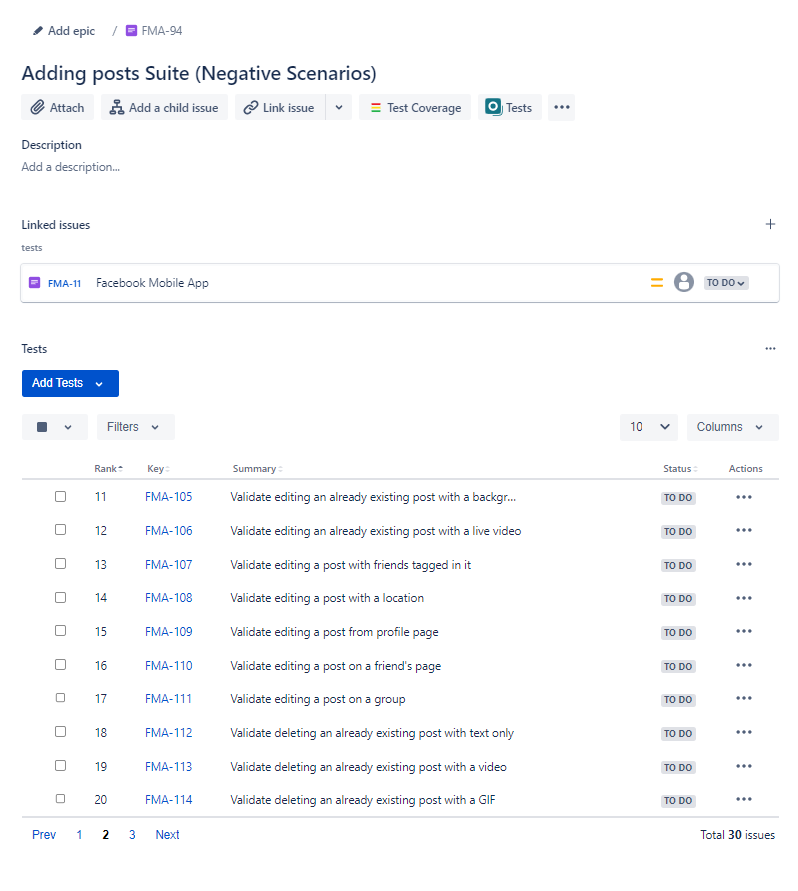 Add epic / FMA-94
Adding posts Suite (Negative Scenarios)
Attach Add a child issue Link issue Test Coverage Tests
Description
Add a description...
Linked issues
tests
FMA-11 Facebook Mobile App TO DO
Tests
Add Tests
Filters 10 Columns
Rank Key Summary Status Actions
11 FMA-105 Validate editing an already existing post with a backgr... TO DO
12 FMA-106 Validate editing an already existing post with a live video TO DO
13 FMA-107 Validate editing a post with friends tagged in it TO DO
14 FMA-108 Validate editing a post with a location TO DO
15 FMA-109 Validate editing a post from profile page TO DO
16 FMA-110 Validate editing a post on a friend's page TO DO
17 FMA-111 Validate editing a post on a group TO DO
18 FMA-112 Validate deleting an already existing post with text only TO DO
19 FMA-113 Validate deleting an already existing post with a video TO DO
20 FMA-114 Validate deleting an already existing post with a GIF TO DO
Prev 1 2 3 Next Total 30 issues